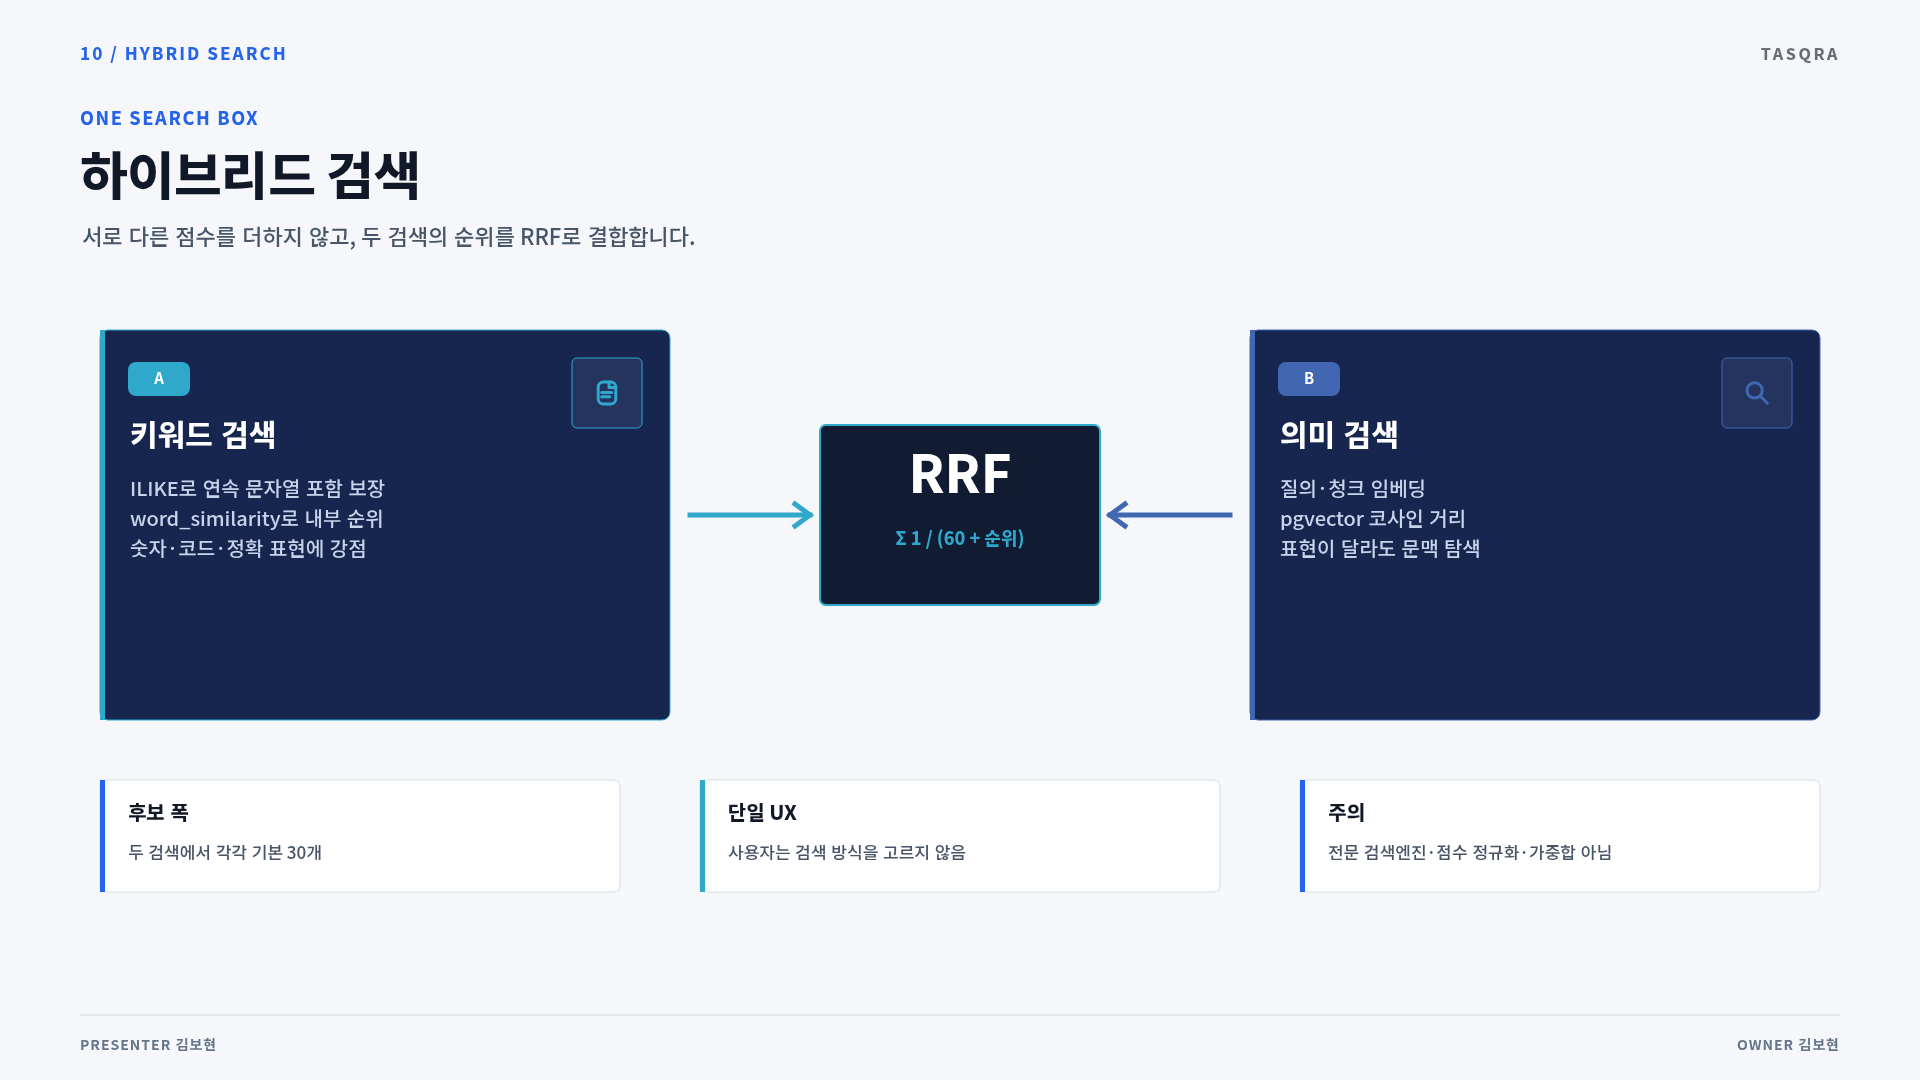 10 / HYBRID SEARCH
TASQRA
ONE SEARCH BOX
하이브리드 검색
서로 다른 점수를 더하지 않고, 두 검색의 순위를 RRF로 결합합니다.
A
키워드 검색
ILIKE로 연속 문자열 포함 보장
word_similarity로 내부 순위
숫자·코드·정확 표현에 강점
RRF
Σ 1 / (60 + 순위)
B
의미 검색
질의·청크 임베딩
pgvector 코사인 거리
표현이 달라도 문맥 탐색
후보 폭
두 검색에서 각각 기본 30개
단일 UX
사용자는 검색 방식을 고르지 않음
주의
전문 검색엔진·점수 정규화·가중합 아님
PRESENTER 김보현
OWNER 김보현